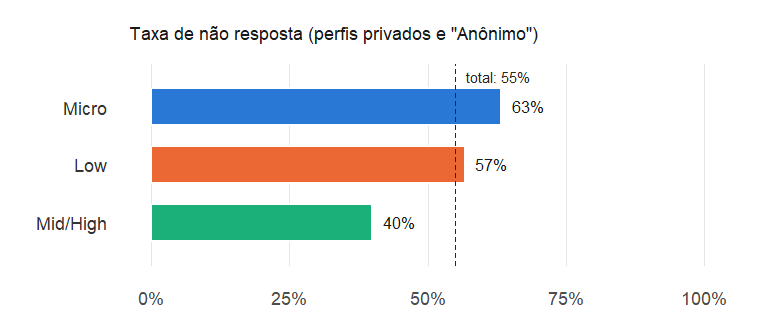 Taxa de não resposta (perfis privados e "Anônimo")
total: 55%
Micro 63%
Low 57%
Mid/High 40%
0% 25% 50% 75% 100%